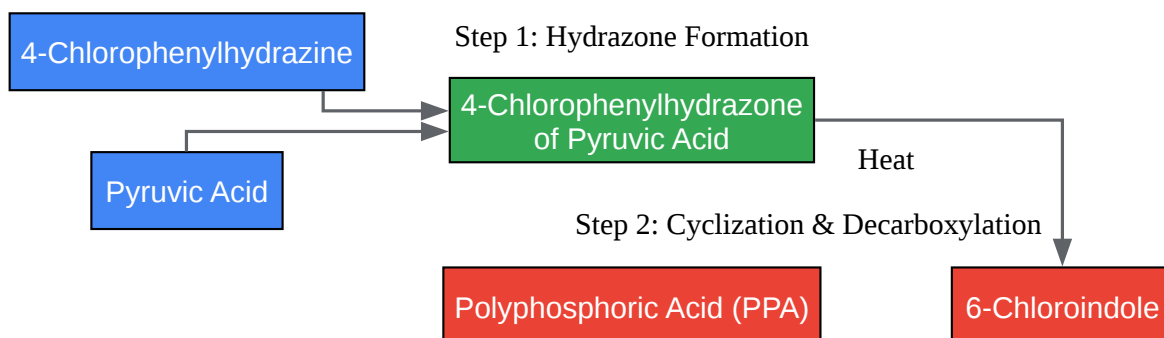 4-Chlorophenylhydrazine
Step 1: Hydrazone Formation
4-Chlorophenylhydrazone
of Pyruvic Acid
Pyruvic Acid
Heat
Step 2: Cyclization & Decarboxylation
Polyphosphoric Acid (PPA)
6-Chloroindole